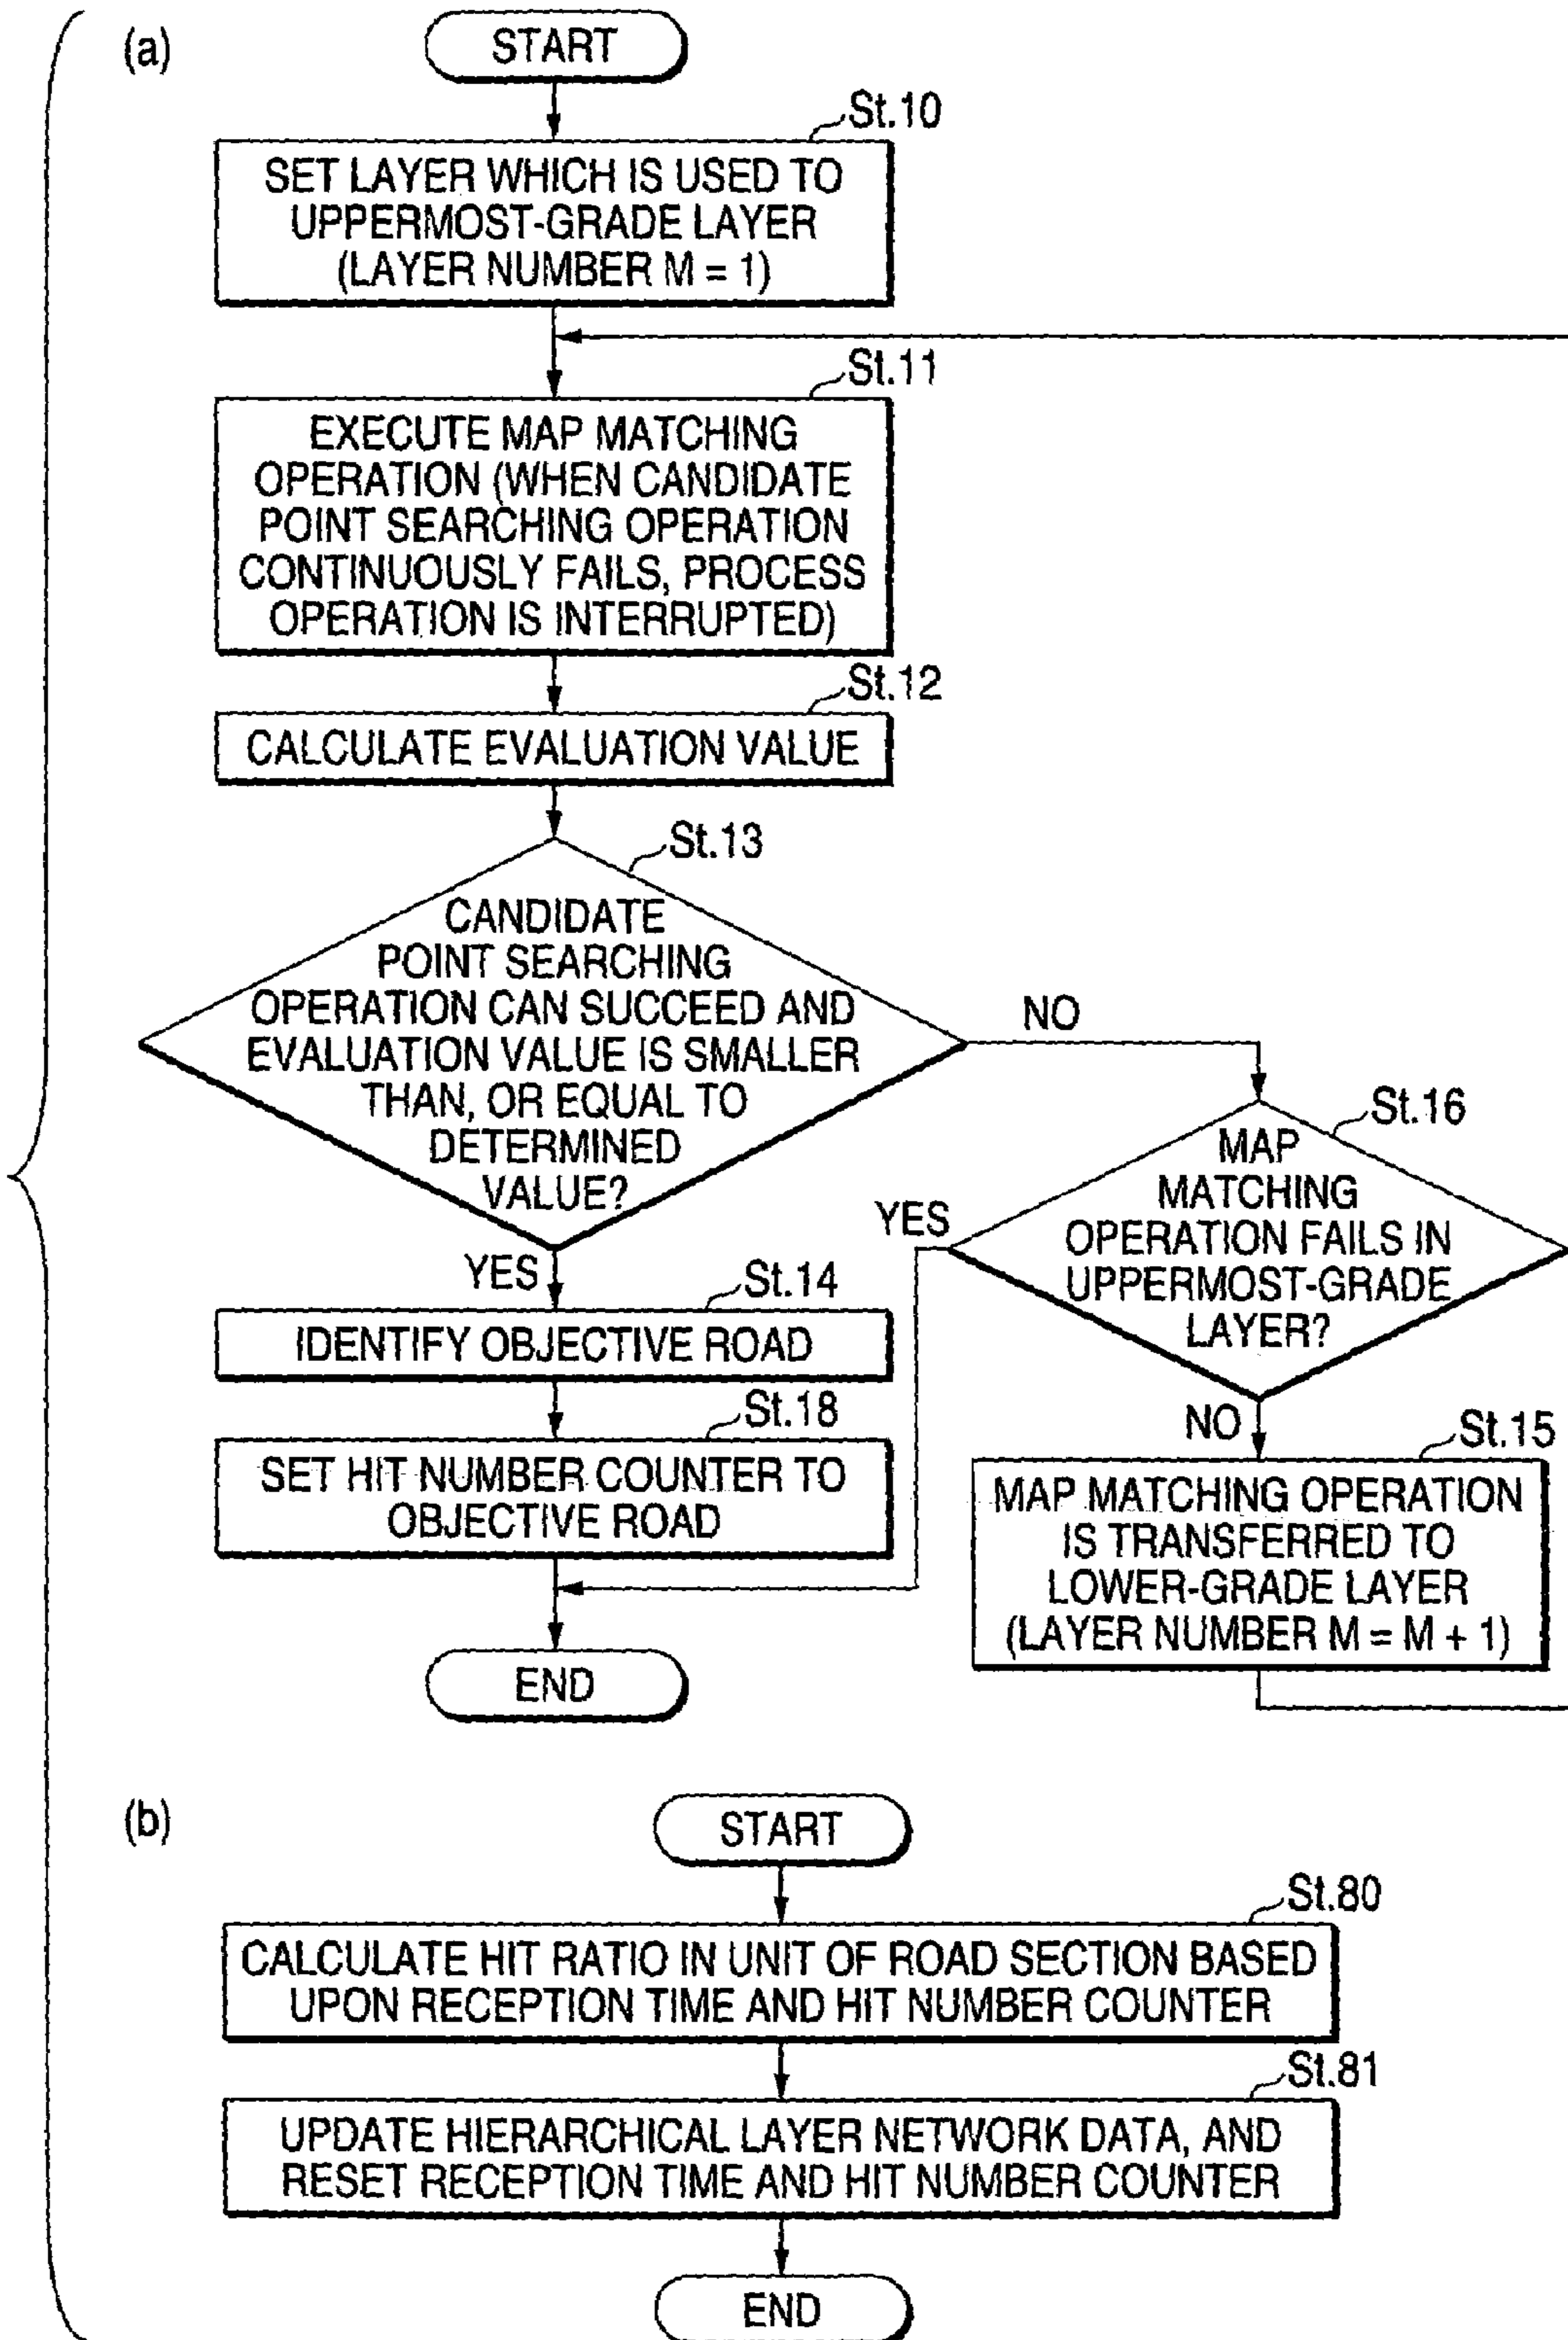 (a)
START
St.10
SET LAYER WHICH IS USED TO
UPPERMOST-GRADE LAYER
(LAYER NUMBER M = 1)
St.11
EXECUTE MAP MATCHING
OPERATION (WHEN CANDIDATE
POINT SEARCHING OPERATION
CONTINUOUSLY FAILS, PROCESS
OPERATION IS INTERRUPTED)
St.12
CALCULATE EVALUATION VALUE
St.13
CANDIDATE
POINT SEARCHING
OPERATION CAN SUCCEED AND
EVALUATION VALUE IS SMALLER
THAN, OR EQUAL TO
DETERMINED
VALUE?
NO
YES
St.14
IDENTIFY OBJECTIVE ROAD
St.18
SET HIT NUMBER COUNTER TO
OBJECTIVE ROAD
END
St.16
MAP
MATCHING
OPERATION FAILS IN
UPPERMOST-GRADE
LAYER?
YES
NO
St.15
MAP MATCHING OPERATION
IS TRANSFERRED TO
LOWER-GRADE LAYER
(LAYER NUMBER M = M + 1)
(b)
START
St.80
CALCULATE HIT RATIO IN UNIT OF ROAD SECTION BASED
UPON RECEPTION TIME AND HIT NUMBER COUNTER
St.81
UPDATE HIERARCHICAL LAYER NETWORK DATA, AND
RESET RECEPTION TIME AND HIT NUMBER COUNTER
END